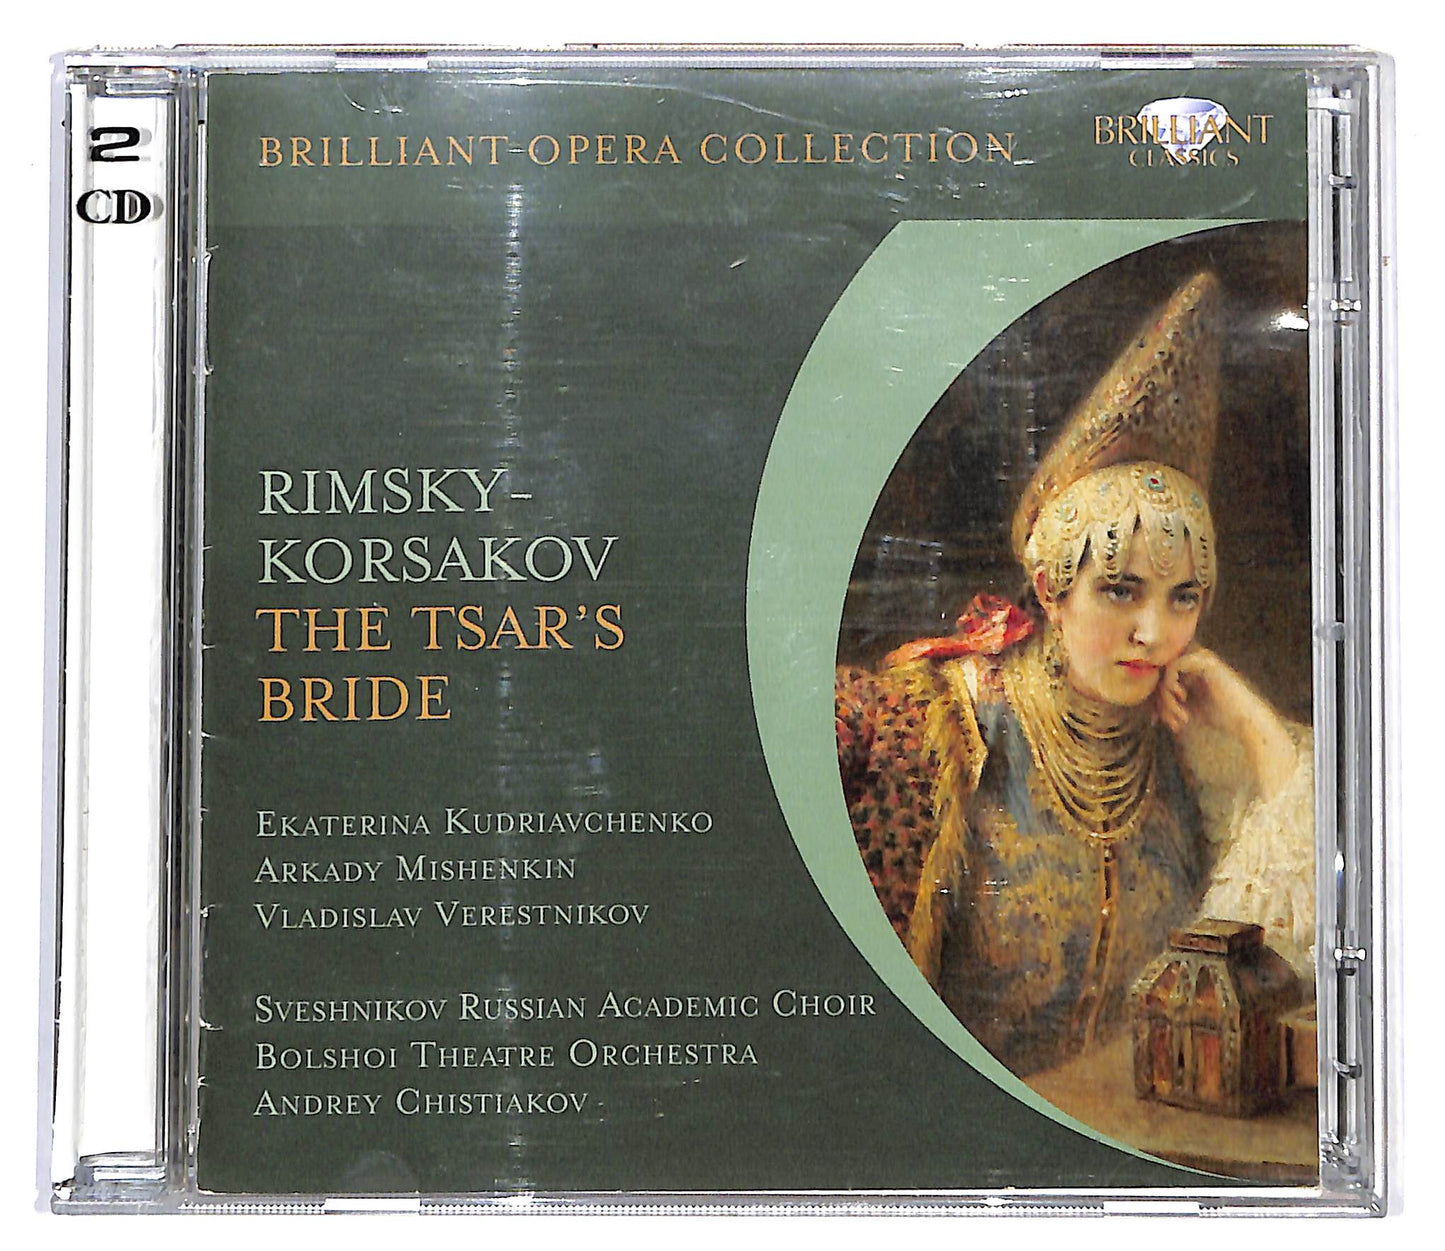 2
CD
BRILLIANT OPERA COLLECTION
BRILLIANT
CLASSICS
RIMSKY-
KORSAKOV
THE TSAR'S
BRIDE
EKATERINA KUDRIAVCHENKO
ARKADY MISHENKIN
VLADISLAV VERESTNIKOV
SVESHNIKOV RUSSIAN ACADEMIC CHOIR
BOLSHOI THEATRE ORCHESTRA
ANDREY CHISTIAKOV